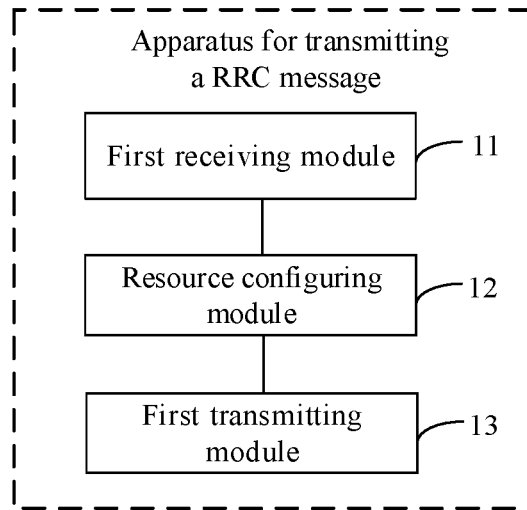 Apparatus for transmitting
a RRC message
First receiving module
11
Resource configuring
module
12
First transmitting
module
13